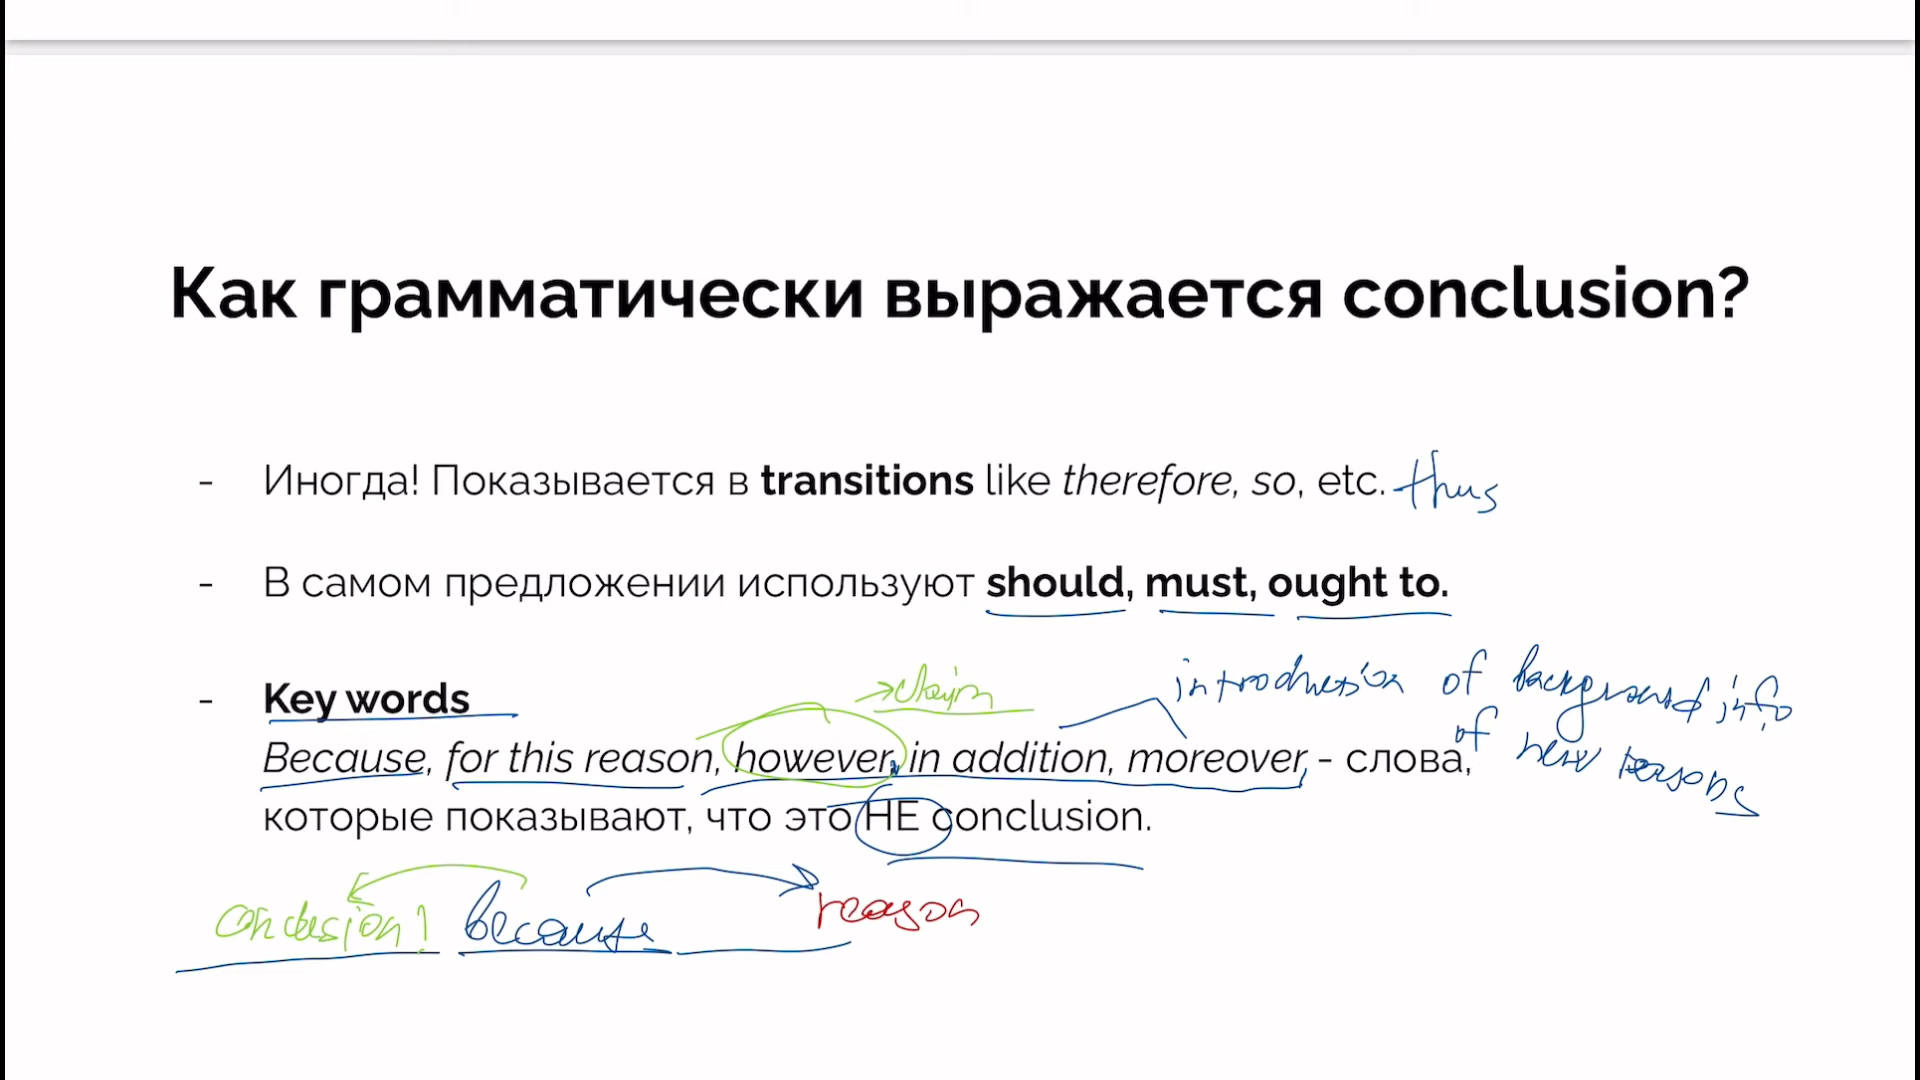 Как грамматически выражается conclusion?
- Иногда! Показывается в transitions like therefore, so, etc. thus
- В самом предложении используют should, must, ought to.
- Key words
→ claim
introduction of background info
Because, for this reason, however, in addition, moreover, - слова,
of new reasons
которые показывают, что это НЕ conclusion.
conclusion! because reason